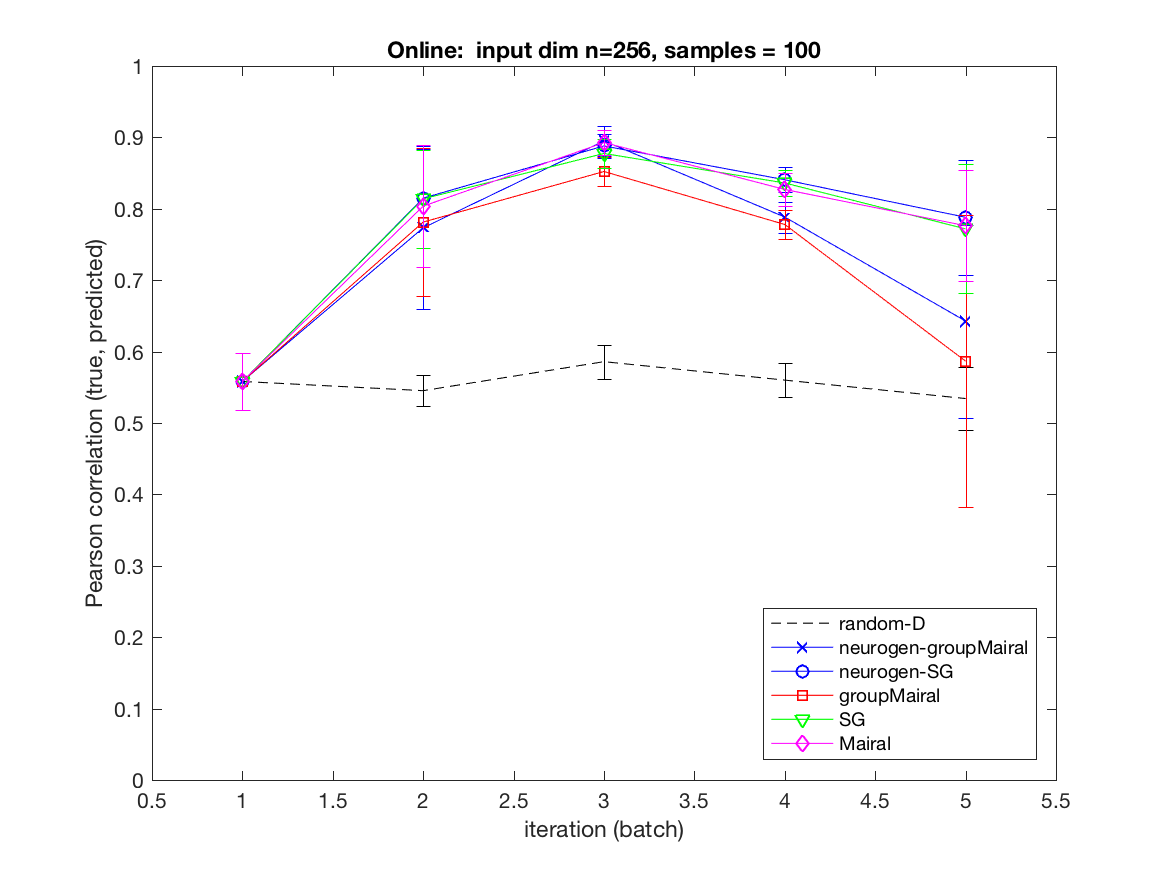 Online:  input dim n=256, samples = 100
Pearson correlation (true, predicted)
1
0.9
0.8
0.7
0.6
0.5
0.4
0.3
0.2
0.1
0
0.5
1
1.5
2
2.5
3
3.5
4
4.5
5
5.5
iteration (batch)
random-D
neurogen-groupMairal
neurogen-SG
groupMairal
SG
Mairal